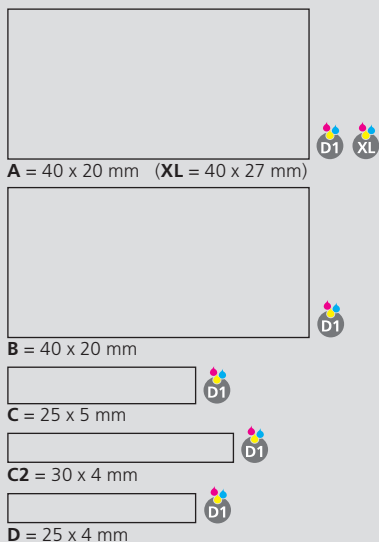 D1 XL
A = 40 x 20 mm (XL = 40 x 27 mm)
D1
B = 40 x 20 mm
D1
C = 25 x 5 mm
D1
C2 = 30 x 4 mm
D1
D = 25 x 4 mm